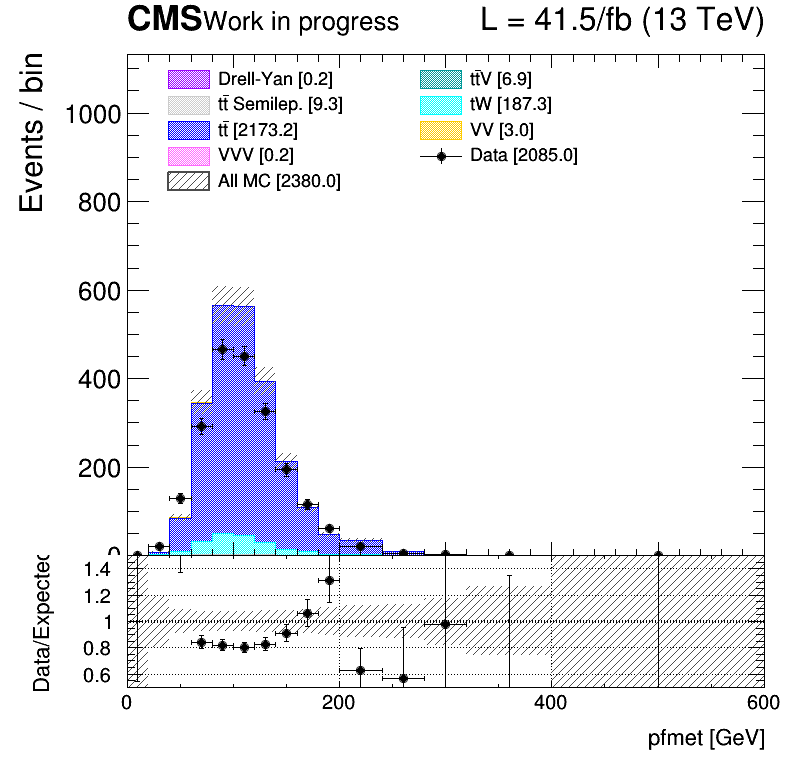 CMS Work in progress L = 41.5/fb (13 TeV)
Events / bin
Drell-Yan [0.2]
tt̄ Semilep. [9.3]
tt̄ [2173.2]
VVV [0.2]
All MC [2380.0]
tt̄V [6.9]
tW [187.3]
VV [3.0]
Data [2085.0]
1000
800
600
400
200
0
Data/Expected
1.4
1.2
1
0.8
0.6
0 200 400 600
pfmet [GeV]